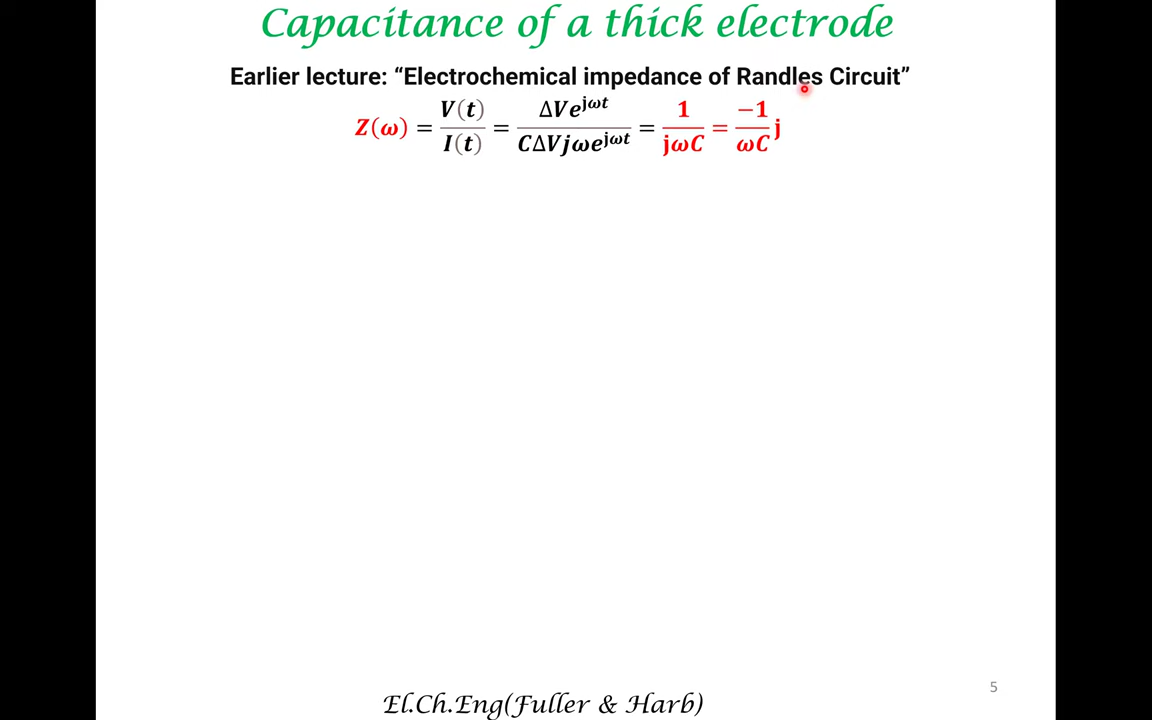 Capacitance of a thick electrode
Earlier lecture: “Electrochemical impedance of Randles Circuit”
Z(ω) = V(t)/I(t) = ΔVe^jωt/CΔVjωe^jωt = 1/jωC = −1/ωC j
5
El.Ch.Eng(Fuller & Harb)